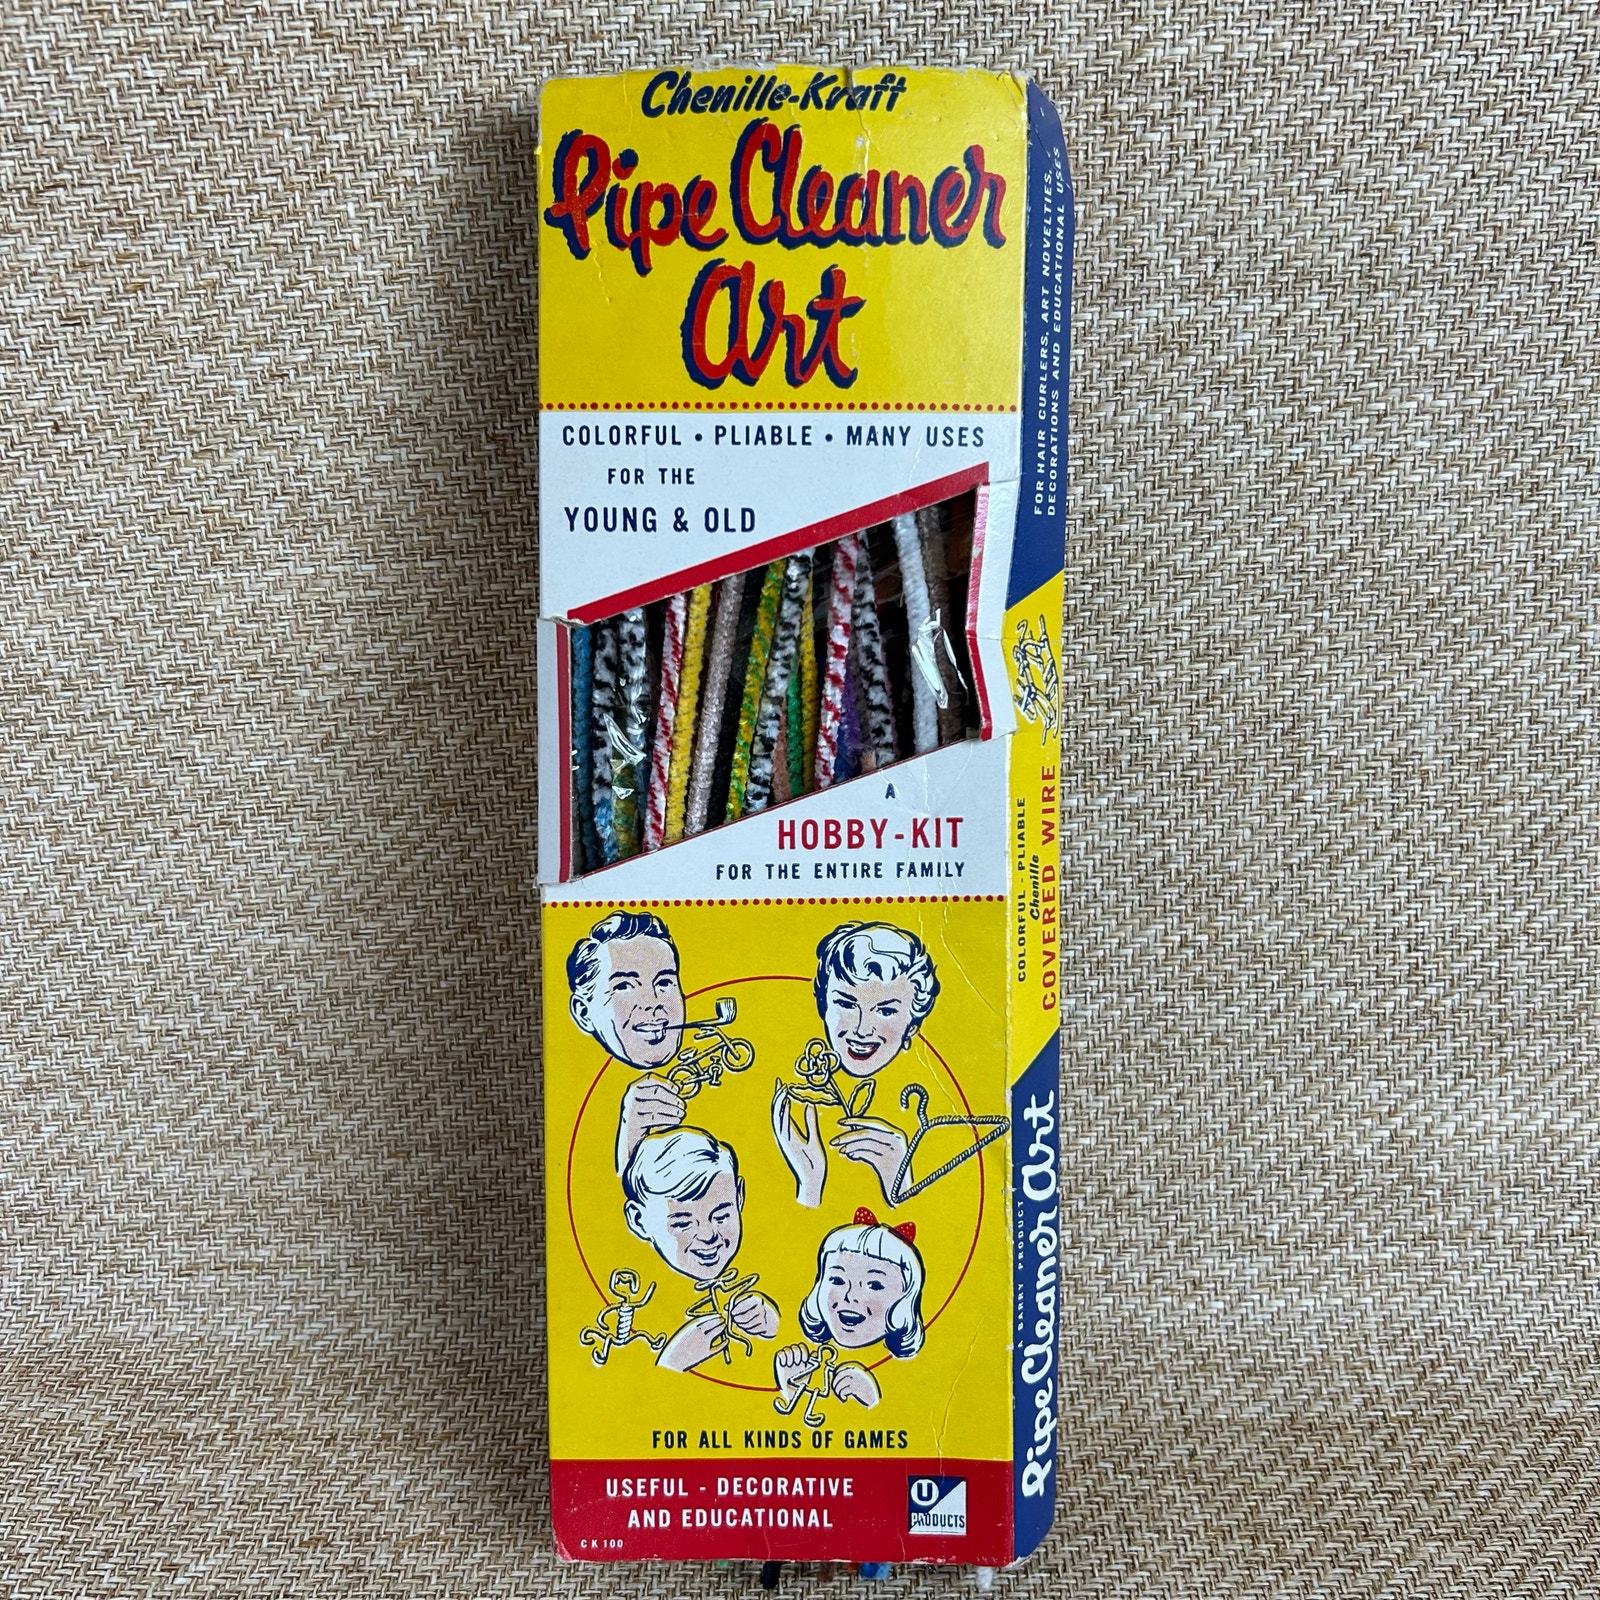 Chenille-Kraft
Pipe Cleaner
Art
COLORFUL • PLIABLE • MANY USES
FOR THE
YOUNG & OLD
A
HOBBY-KIT
FOR THE ENTIRE FAMILY
FOR ALL KINDS OF GAMES
USEFUL - DECORATIVE
AND EDUCATIONAL
U
PRODUCTS
CK100
FOR HAIR CURLERS, ART NOVELTIES,
DECORATIONS AND EDUCATIONAL USES
COLORFUL - PLIABLE
Chenille
COVERED WIRE
A BARRY PRODUCT
Pipe Cleaner Art